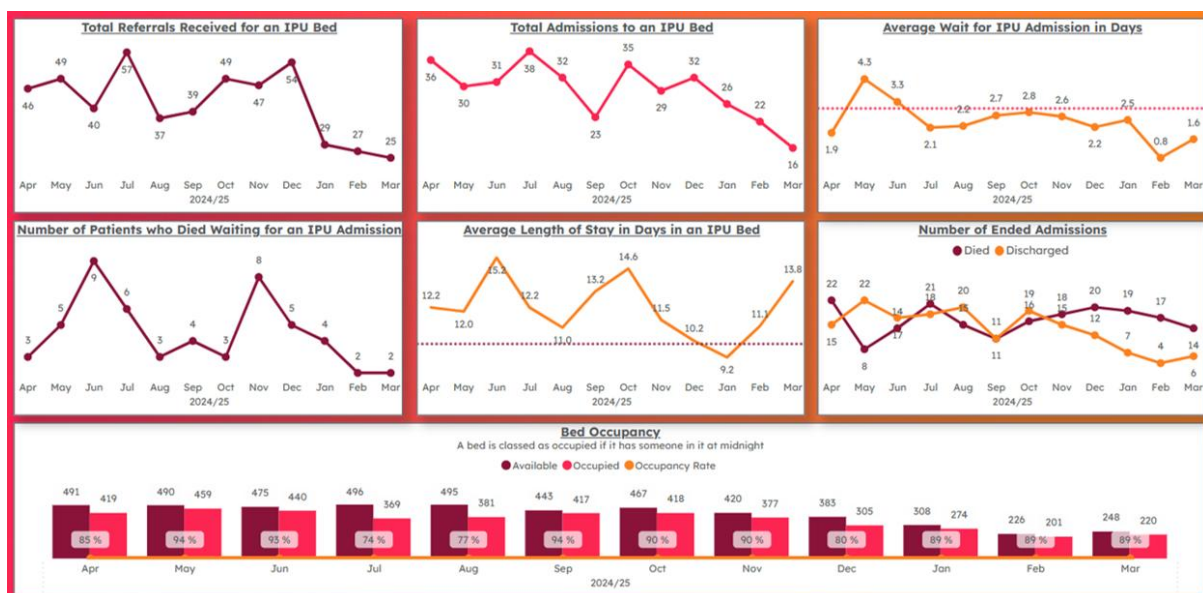 Total Referrals Received for an IPU Bed
46 49 40 57 37 39 49 47 54 29 27 25
Apr May Jun Jul Aug Sep Oct Nov Dec Jan Feb Mar
2024/25
Total Admissions to an IPU Bed
36 30 31 38 32 23 35 29 32 26 22 16
Apr May Jun Jul Aug Sep Oct Nov Dec Jan Feb Mar
2024/25
Average Wait for IPU Admission in Days
1.9 4.3 3.3 2.1 2.2 2.7 2.8 2.6 2.2 2.5 0.8 1.6
Apr May Jun Jul Aug Sep Oct Nov Dec Jan Feb Mar
2024/25
Number of Patients who Died Waiting for an IPU Admission
3 5 9 6 3 4 3 8 5 4 2 2
Apr May Jun Jul Aug Sep Oct Nov Dec Jan Feb Mar
2024/25
Average Length of Stay in Days in an IPU Bed
12.2 12.0 15.2 12.2 11.0 13.2 14.6 11.5 10.2 9.2 11.1 13.8
Apr May Jun Jul Aug Sep Oct Nov Dec Jan Feb Mar
2024/25
Number of Ended Admissions
Died Discharged
22 22 14 21 20 11 19 18 20 19 17 14
15 8 17 18 15 11 16 15 12 7 4 6
Apr May Jun Jul Aug Sep Oct Nov Dec Jan Feb Mar
2024/25
Bed Occupancy
A bed is classed as occupied if it has someone in it at midnight
Available Occupied Occupancy Rate
491 419 490 459 475 440 496 369 495 381 443 417 467 418 420 377 383 305 308 274 226 201 248 220
85 % 94 % 93 % 74 % 77 % 94 % 90 % 90 % 80 % 89 % 89 % 89 %
Apr May Jun Jul Aug Sep Oct Nov Dec Jan Feb Mar
2024/25